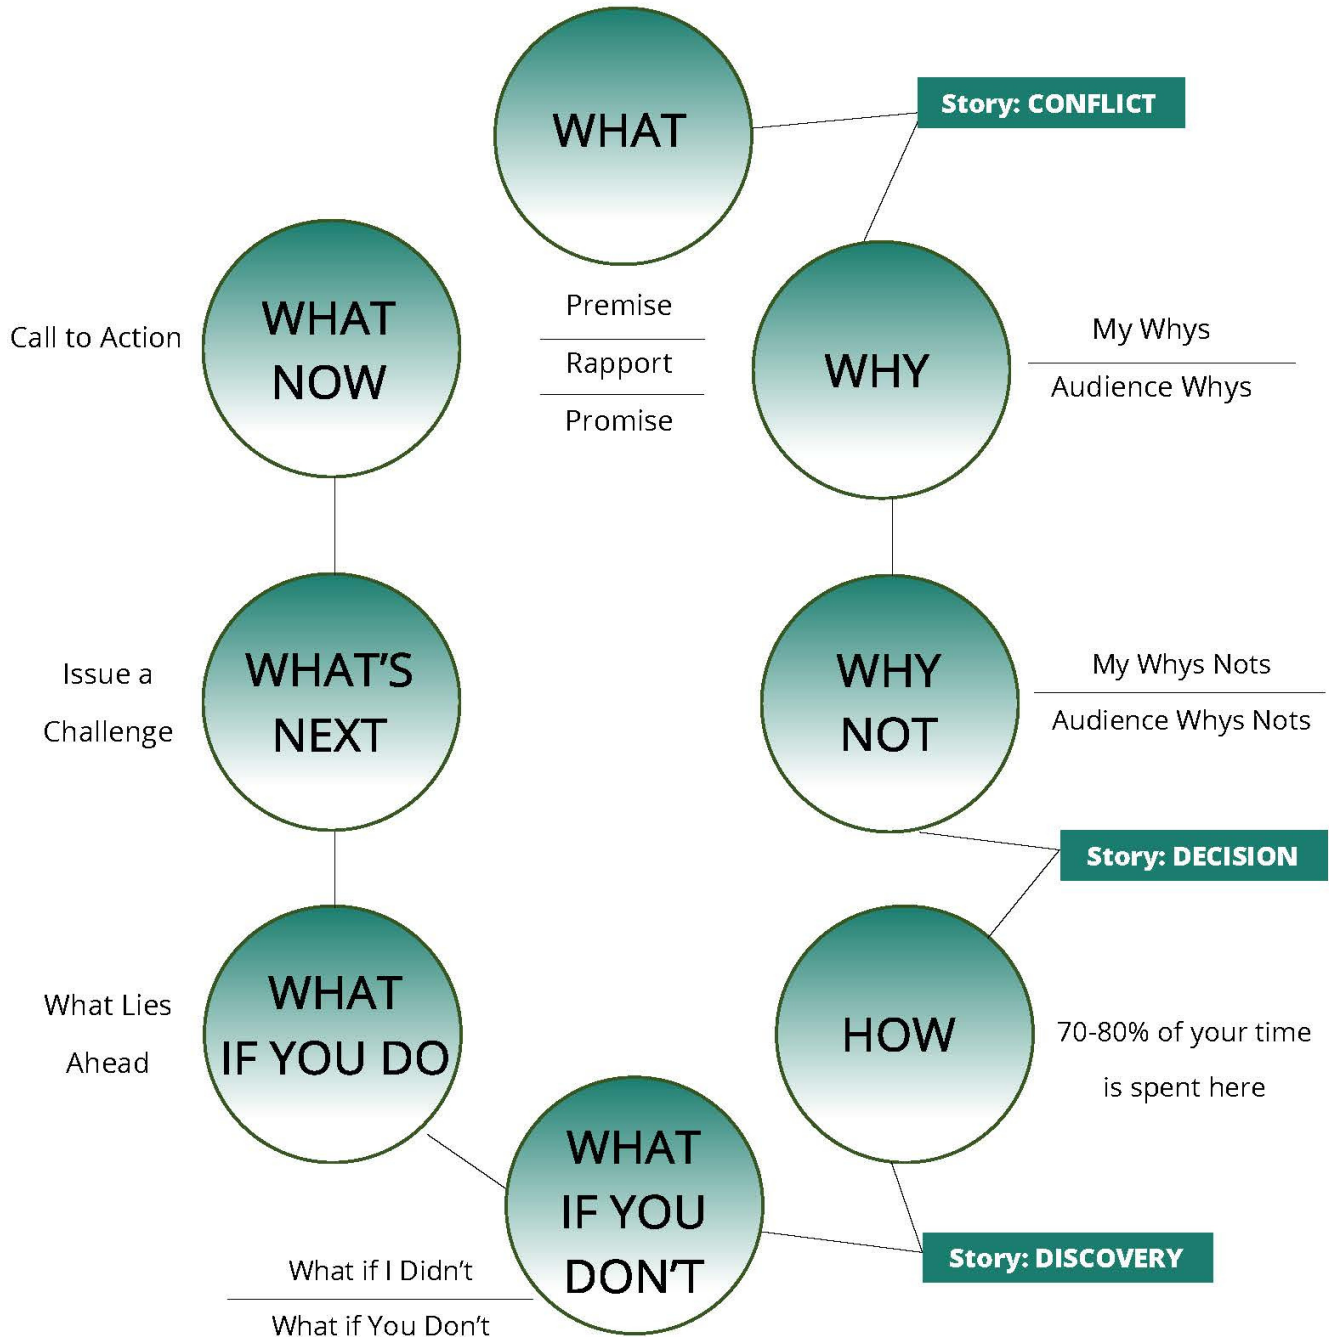 WHAT
Story: CONFLICT
Premise
Rapport
Promise
WHY
My Whys
Audience Whys
WHY
NOT
My Whys Nots
Audience Whys Nots
Story: DECISION
HOW
70-80% of your time
is spent here
Story: DISCOVERY
WHAT
IF YOU
DON'T
What if I Didn't
What if You Don't
WHAT
IF YOU DO
What Lies
Ahead
WHAT'S
NEXT
Issue a
Challenge
WHAT
NOW
Call to Action